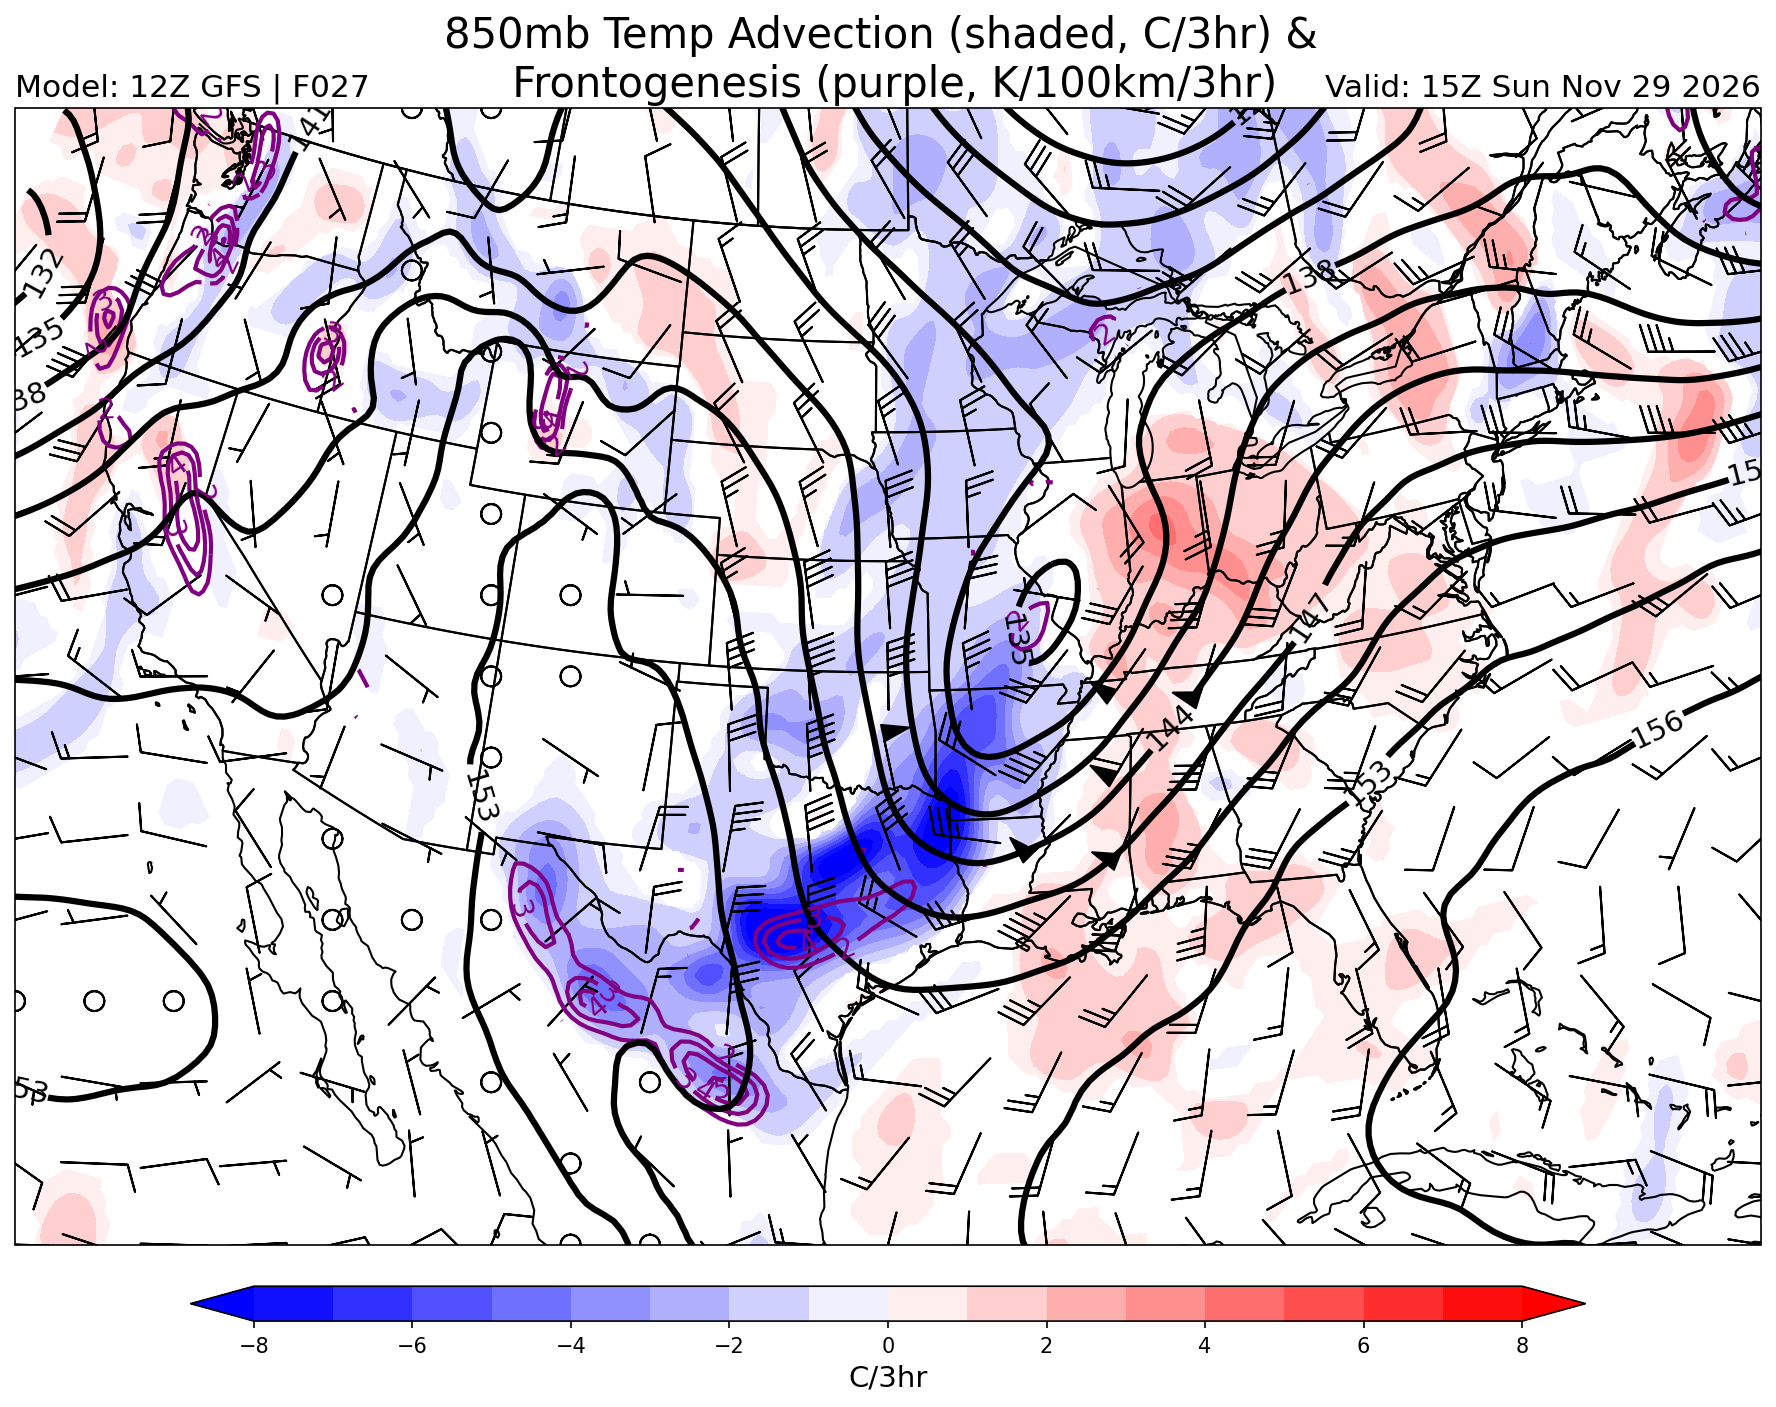 850mb Temp Advection (shaded, C/3hr) &
Frontogenesis (purple, K/100km/3hr)
Model: 12Z GFS | F027
Valid: 15Z Sun Nov 29 2026
132
135
138
135
147
144
153
153
156
−8 −6 −4 −2 0 2 4 6 8
C/3hr